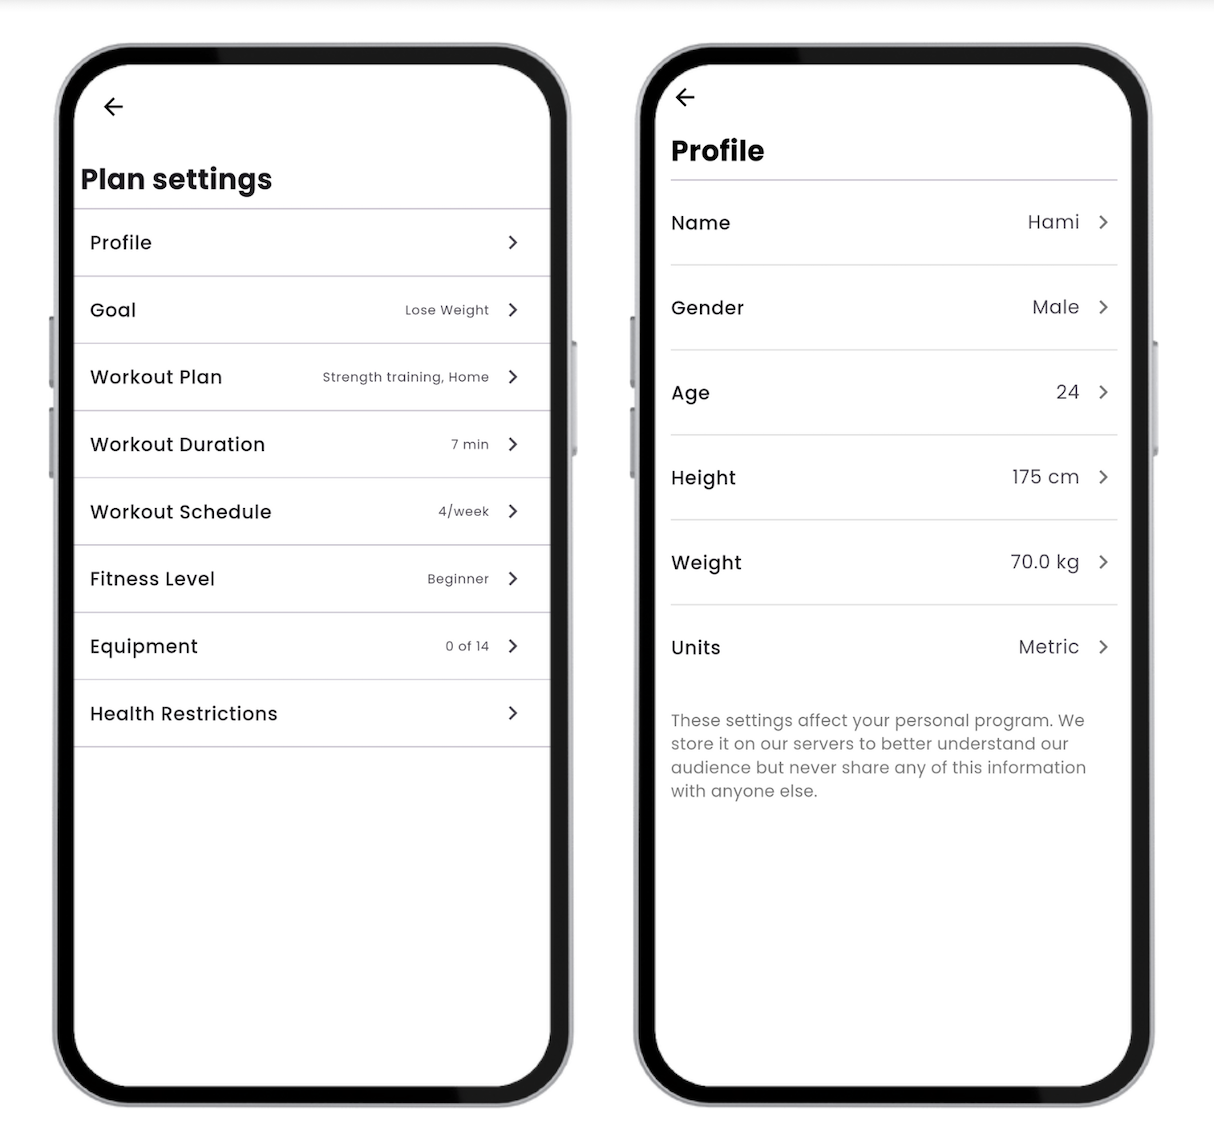 Plan settings
Profile
Goal Lose Weight
Workout Plan Strength training, Home
Workout Duration 7 min
Workout Schedule 4/week
Fitness Level Beginner
Equipment 0 of 14
Health Restrictions
Profile
Name Hami
Gender Male
Age 24
Height 175 cm
Weight 70.0 kg
Units Metric
These settings affect your personal program. We
store it on our servers to better understand our
audience but never share any of this information
with anyone else.